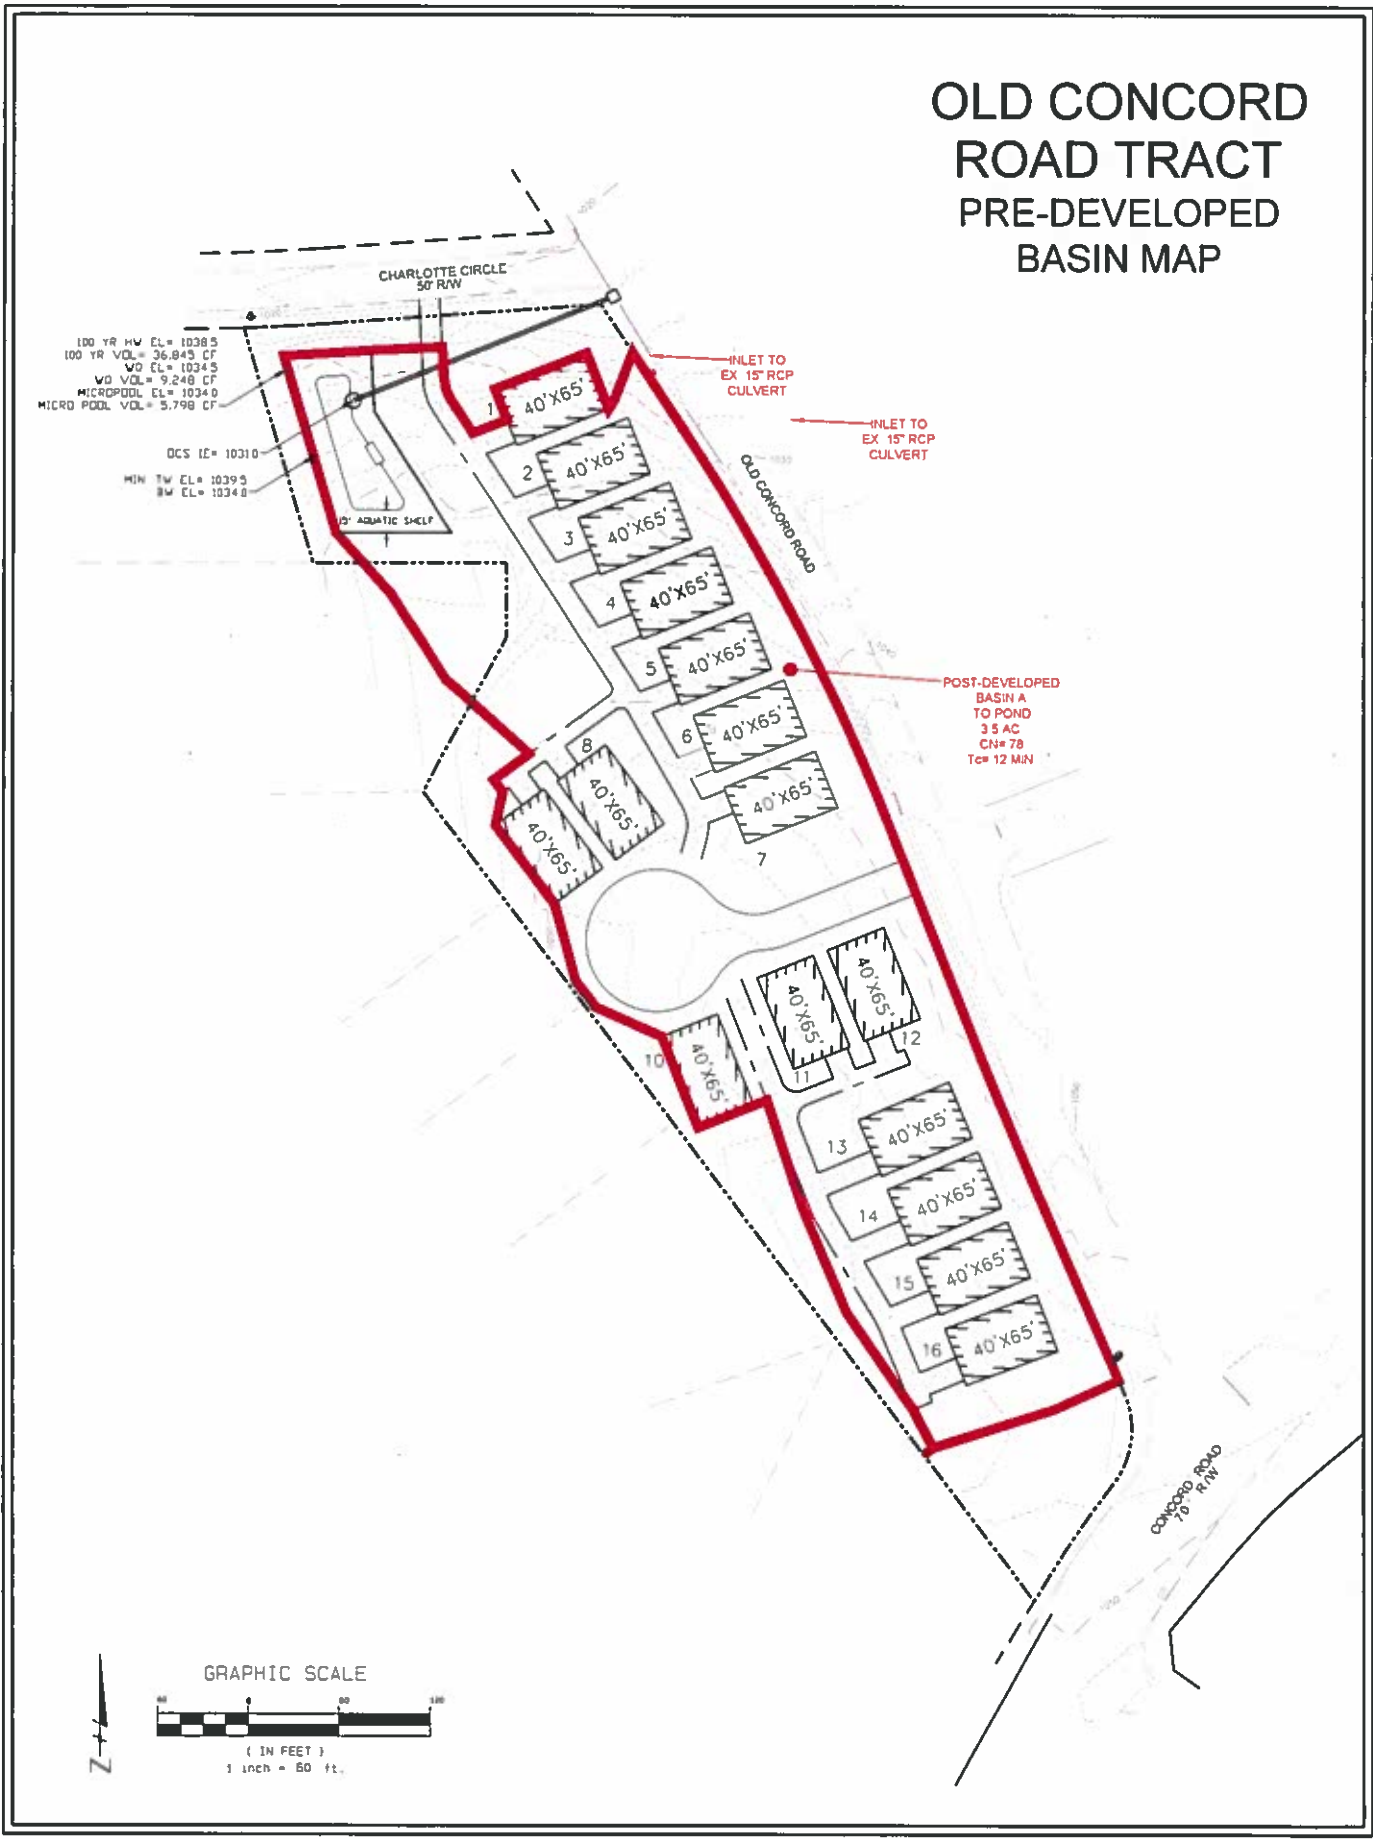 OLD CONCORD
ROAD TRACT
PRE-DEVELOPED
BASIN MAP
CHARLOTTE CIRCLE
50' R/W
100 YR HW EL= 1038.5
100 YR VOL= 36,845 CF
WQ EL= 1034.5
WQ VOL= 9,248 CF
MICROPOOL EL= 1034.0
MICRO POOL VOL= 5,798 CF
OCS IE= 1031.0
MIN TW EL= 1039.5
BW EL= 1034.0
15' AQUATIC SHELF
INLET TO
EX 15" RCP
CULVERT
INLET TO
EX 15" RCP
CULVERT
OLD CONCORD ROAD
1
40'X65'
2
40'X65'
3
40'X65'
4
40'X65'
5
40'X65'
6
40'X65'
7
40'X65'
8
40'X65'
40'X65'
POST-DEVELOPED
BASIN A
TO POND
3.5 AC
CN= 78
Tc= 12 MIN
10
40'X65'
11
40'X65'
12
40'X65'
13
40'X65'
14
40'X65'
15
40'X65'
16
40'X65'
1050
CONCORD ROAD
70' R/W
1050
GRAPHIC SCALE
60
0
60
120
( IN FEET )
1 inch = 60 ft.
Z